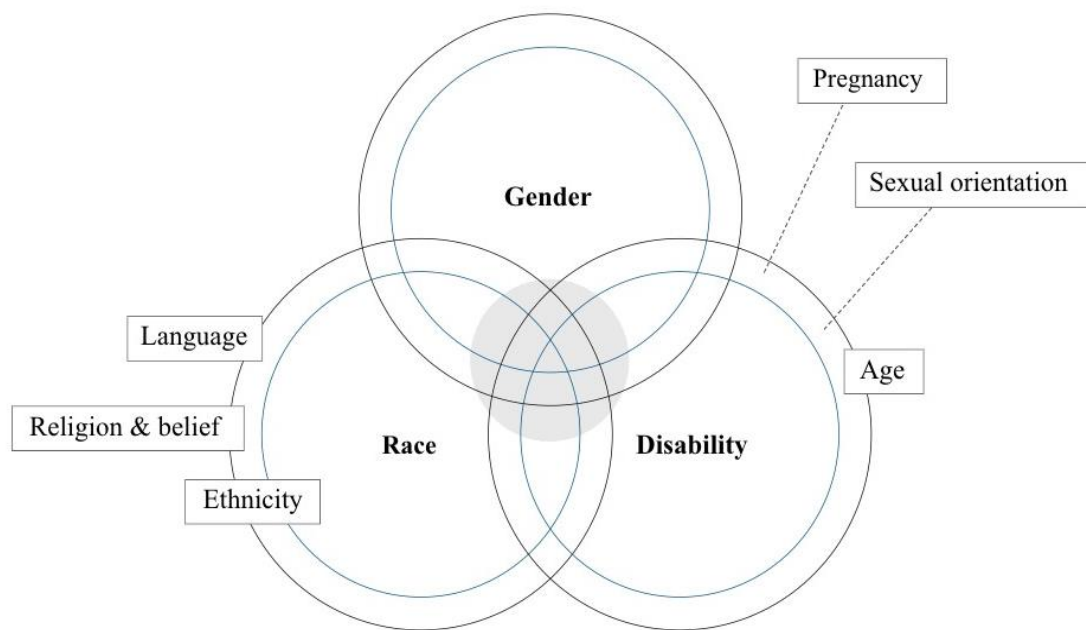 Pregnancy
Sexual orientation
Gender
Language
Age
Religion & belief
Race
Disability
Ethnicity